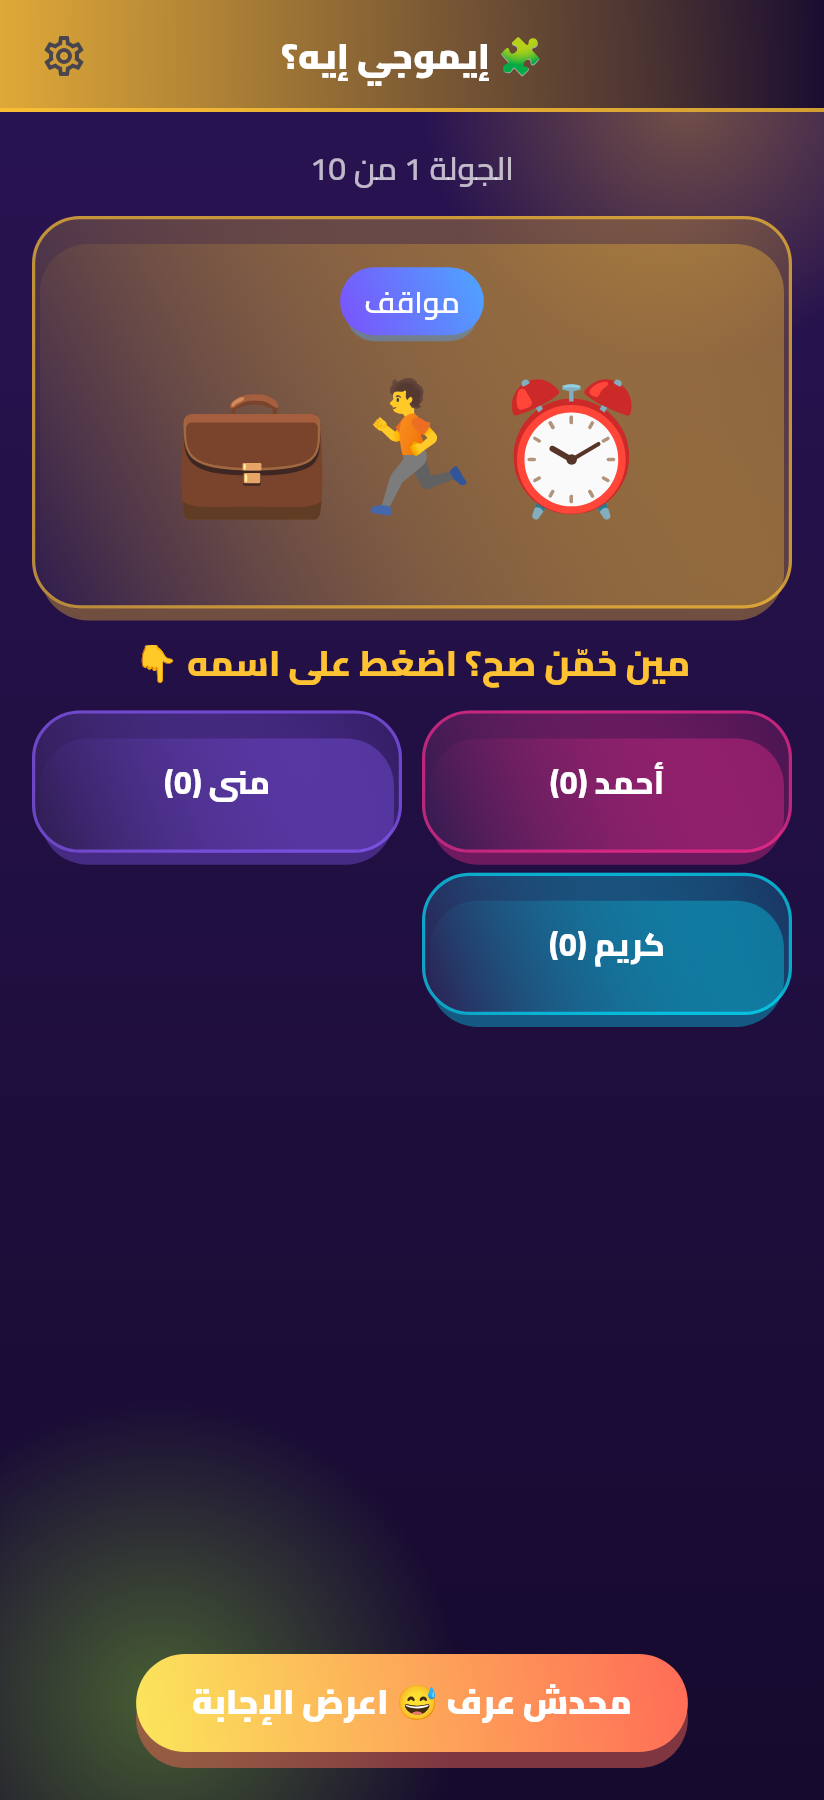 🧩 إيموجي إيه؟
الجولة 1 من 10
مواقف
مين خمّن صح؟ اضغط على اسمه 👇
أحمد (0)
منى (0)
كريم (0)
محدش عرف 😅 اعرض الإجابة